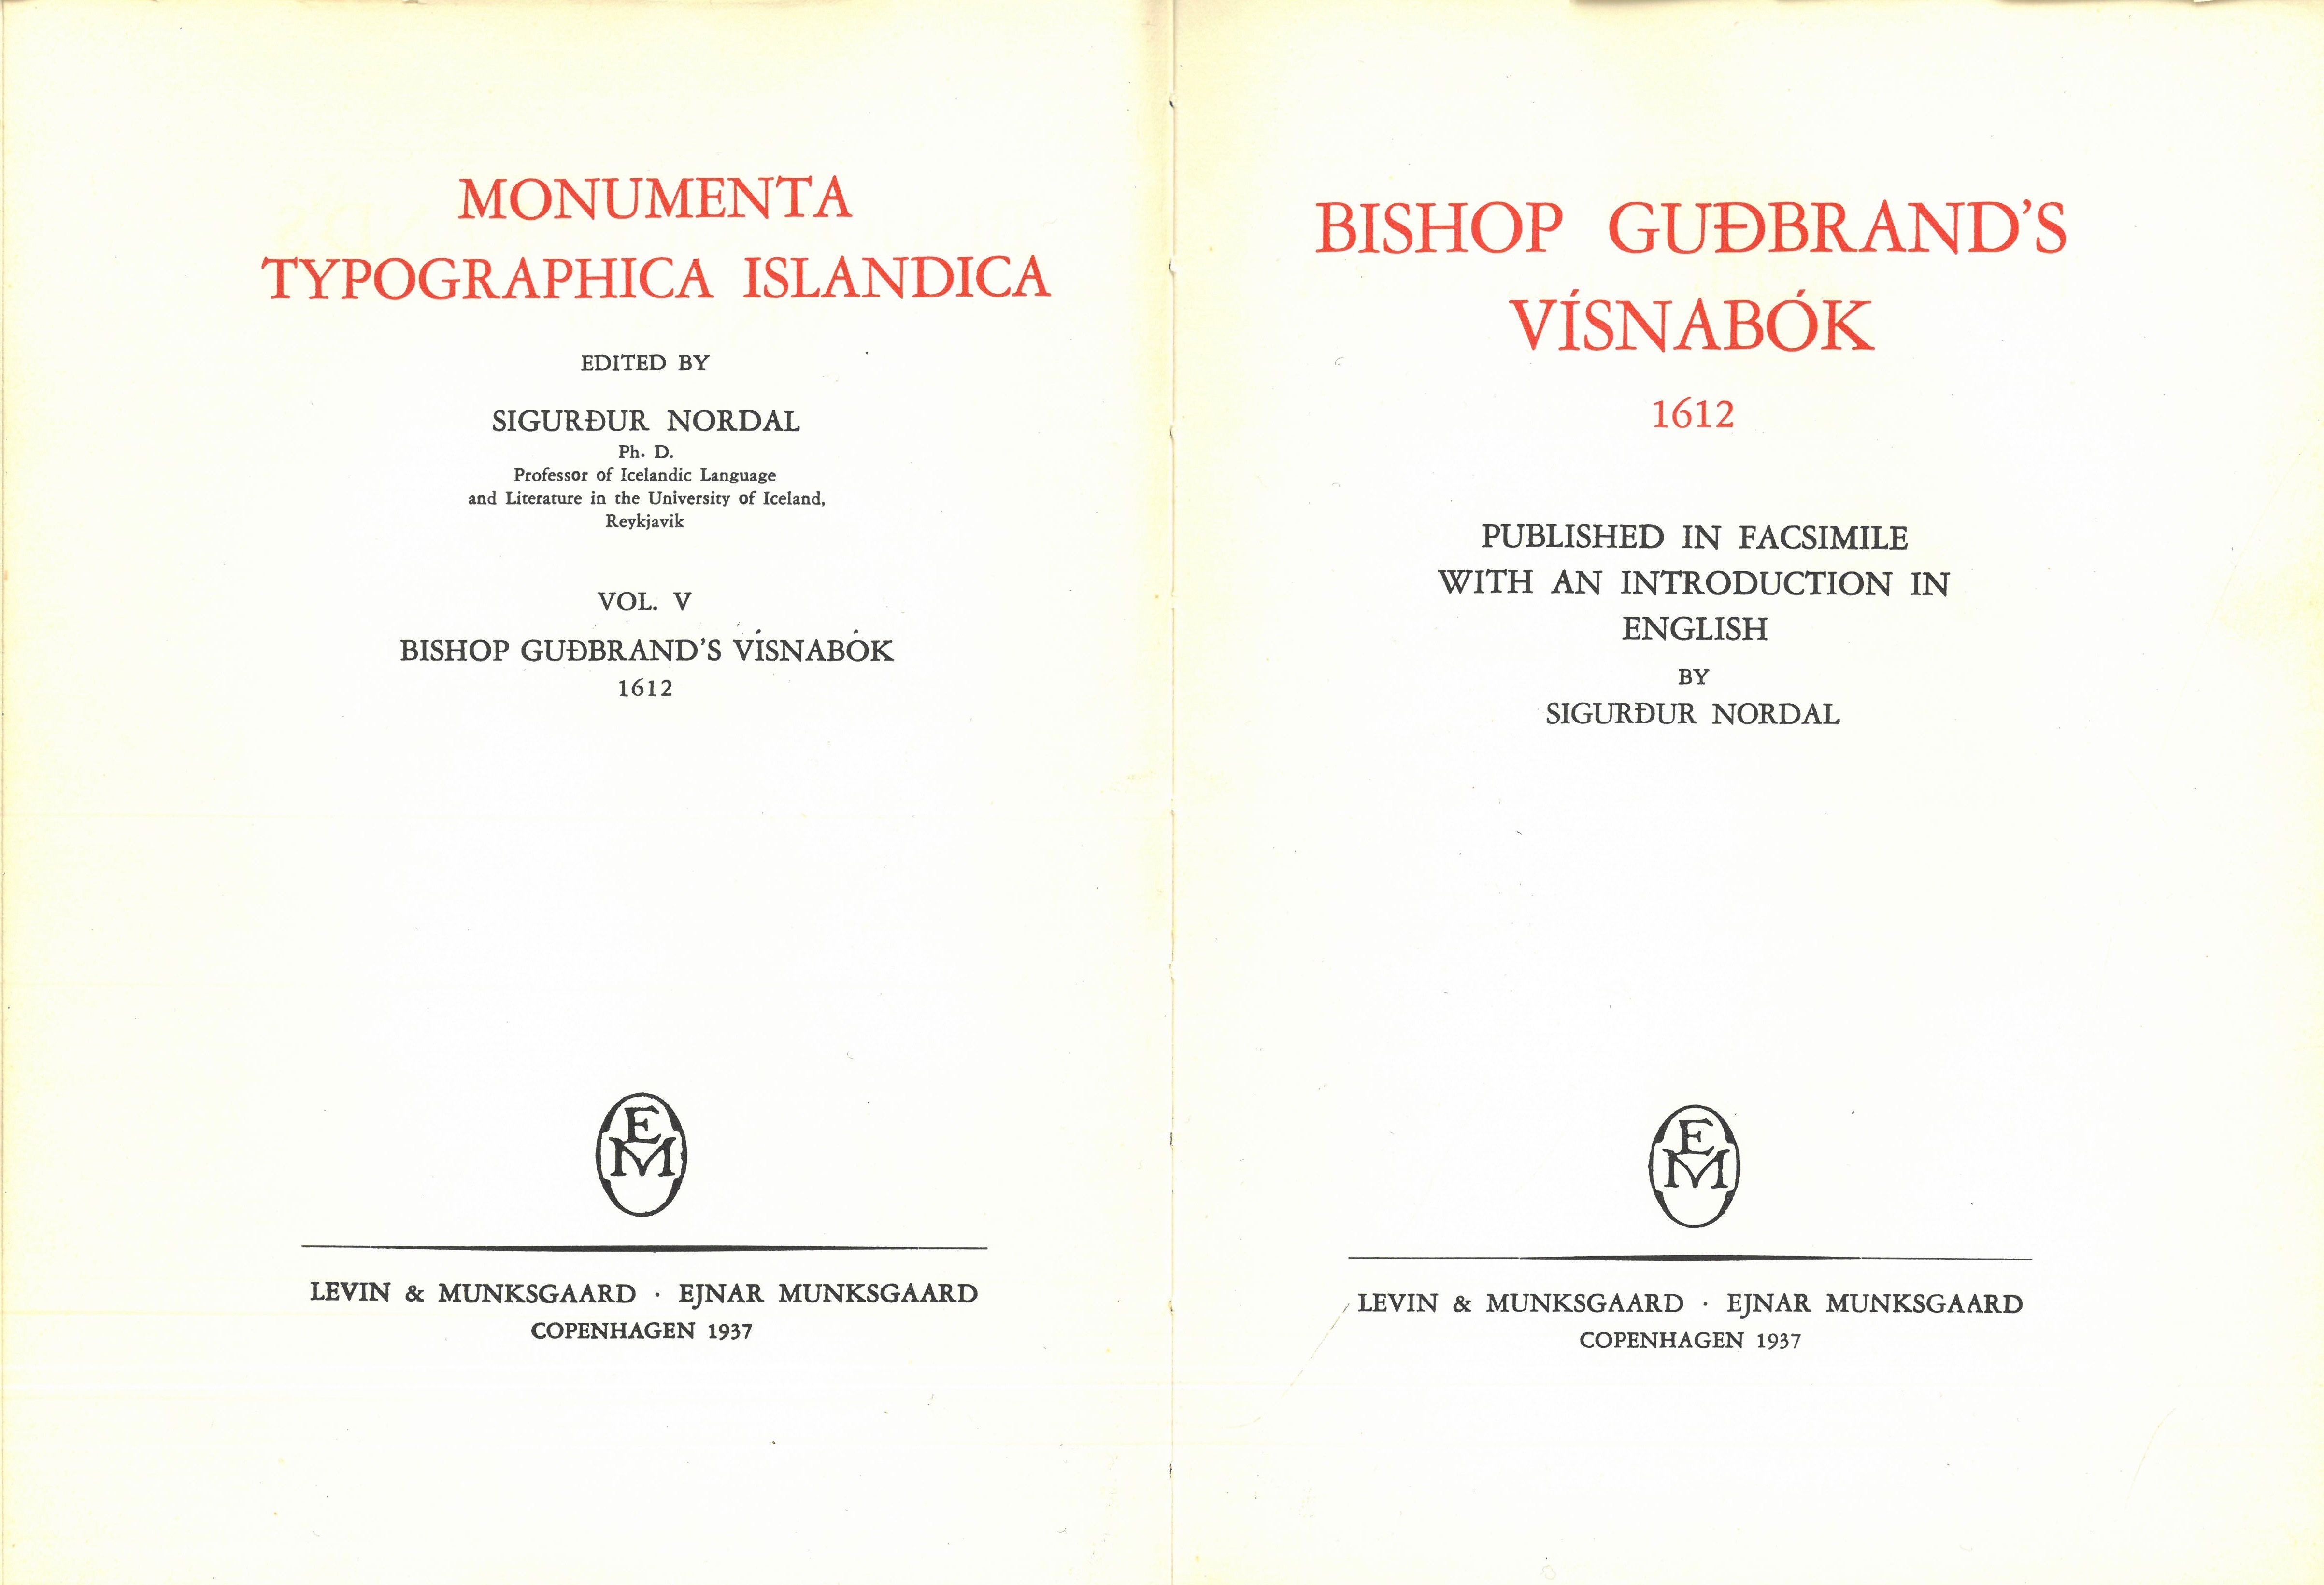 MONUMENTA
TYPOGRAPHICA ISLANDICA
EDITED BY
SIGURÐUR NORDAL
Ph. D.
Professor of Icelandic Language
and Literature in the University of Iceland,
Reykjavik
VOL. V
BISHOP GUÐBRAND'S VÍSNABÓK
1612
E
M
LEVIN & MUNKSGAARD · EJNAR MUNKSGAARD
COPENHAGEN 1937
BISHOP GUÐBRAND'S
VÍSNABÓK
1612
PUBLISHED IN FACSIMILE
WITH AN INTRODUCTION IN
ENGLISH
BY
SIGURÐUR NORDAL
E
M
LEVIN & MUNKSGAARD · EJNAR MUNKSGAARD
COPENHAGEN 1937